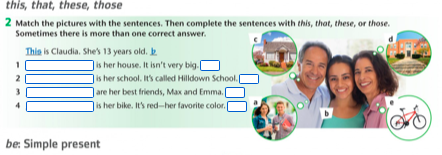 this, that, these, those
2 Match the pictures with the sentences. Then complete the sentences with this, that, these, or those.
Sometimes there is more than one correct answer.
This is Claudia. She's 13 years old. b
1 is her house. It isn't very big.
2 is her school. It's called Hilldown School.
3 are her best friends, Max and Emma.
4 is her bike. It's red—her favorite color.
c
d
a
b
e
be: Simple present